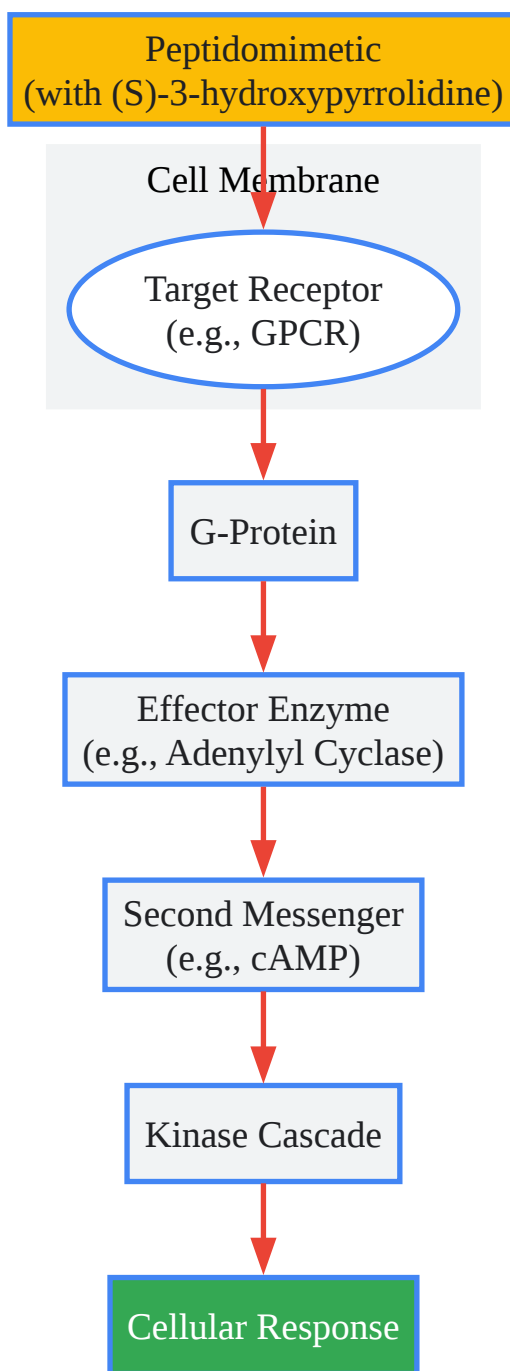 Peptidomimetic
(with (S)-3-hydroxypyrrolidine)
Cell Membrane
Target Receptor
(e.g., GPCR)
G-Protein
Effector Enzyme
(e.g., Adenylyl Cyclase)
Second Messenger
(e.g., cAMP)
Kinase Cascade
Cellular Response